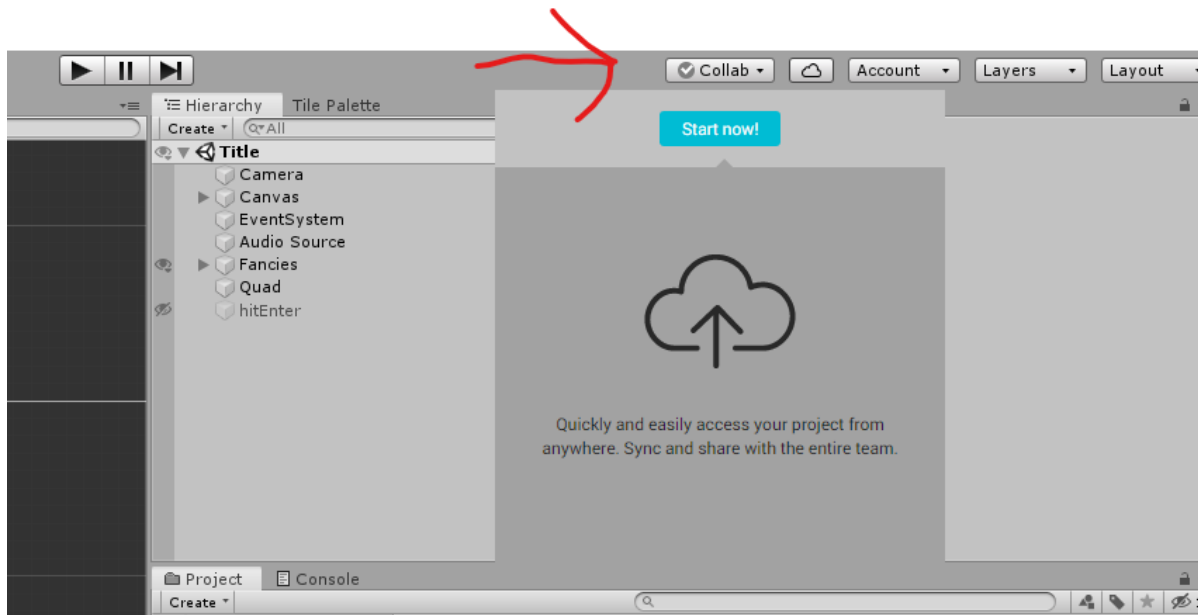 Collab
Account
Layers
Layout
Hierarchy
Tile Palette
Create
All
Start now!
Title
Camera
Canvas
EventSystem
Audio Source
Fancies
Quad
hitEnter
Quickly and easily access your project from
anywhere. Sync and share with the entire team.
Project
Console
Create